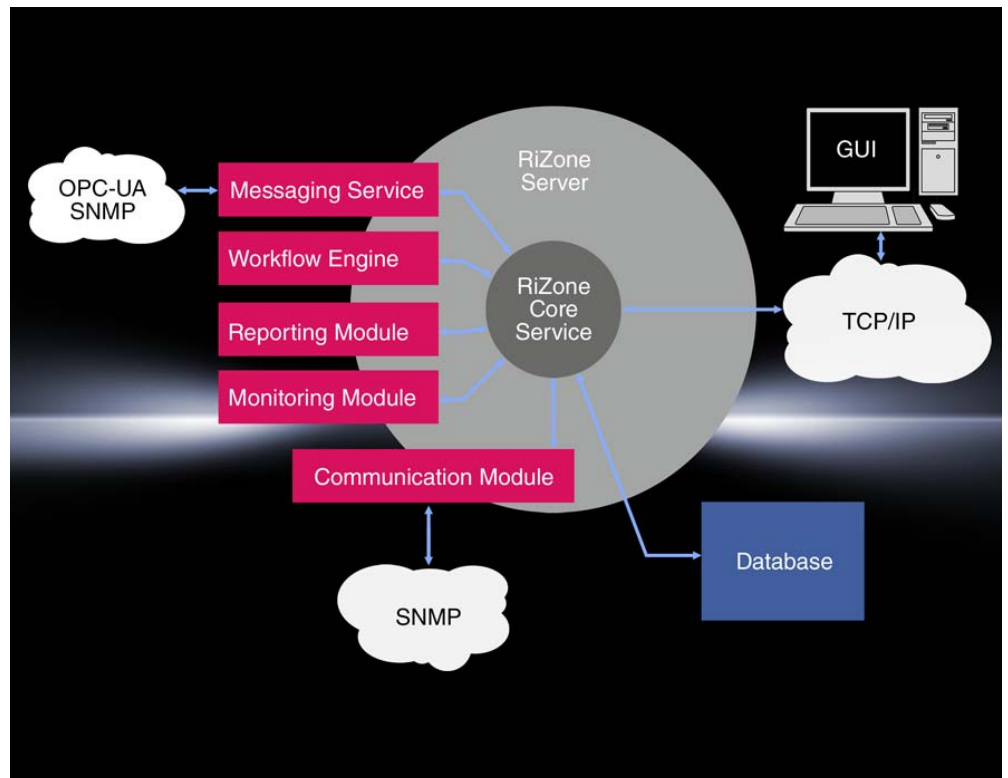 OPC-UA
SNMP
Messaging Service
Workflow Engine
Reporting Module
Monitoring Module
Communication Module
SNMP
RiZone
Server
RiZone
Core
Service
GUI
TCP/IP
Database